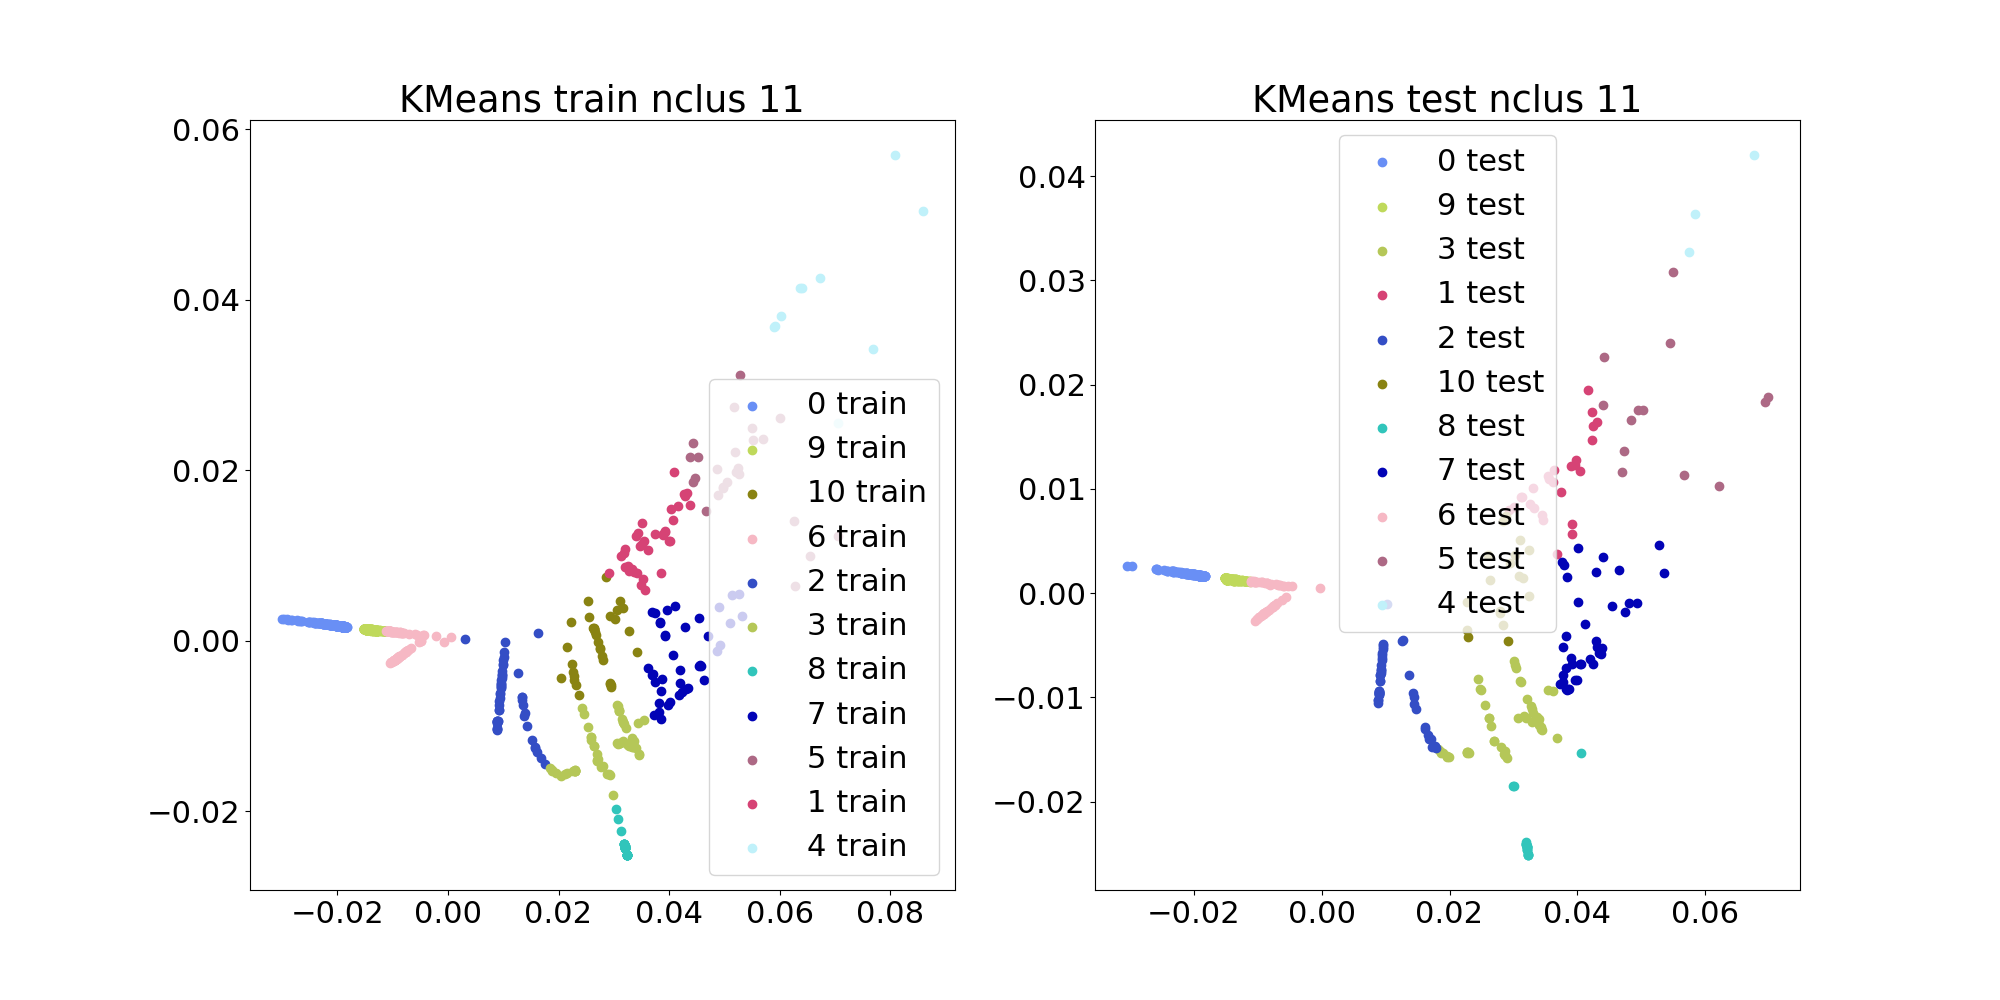 KMeans train nclus 11
0.06
0.04
0.02
0.00
−0.02
−0.02 0.00 0.02 0.04 0.06 0.08
0 train
9 train
10 train
6 train
2 train
3 train
8 train
7 train
5 train
1 train
4 train
KMeans test nclus 11
0.04
0.03
0.02
0.01
0.00
−0.01
−0.02
−0.02 0.00 0.02 0.04 0.06
0 test
9 test
3 test
1 test
2 test
10 test
8 test
7 test
6 test
5 test
4 test